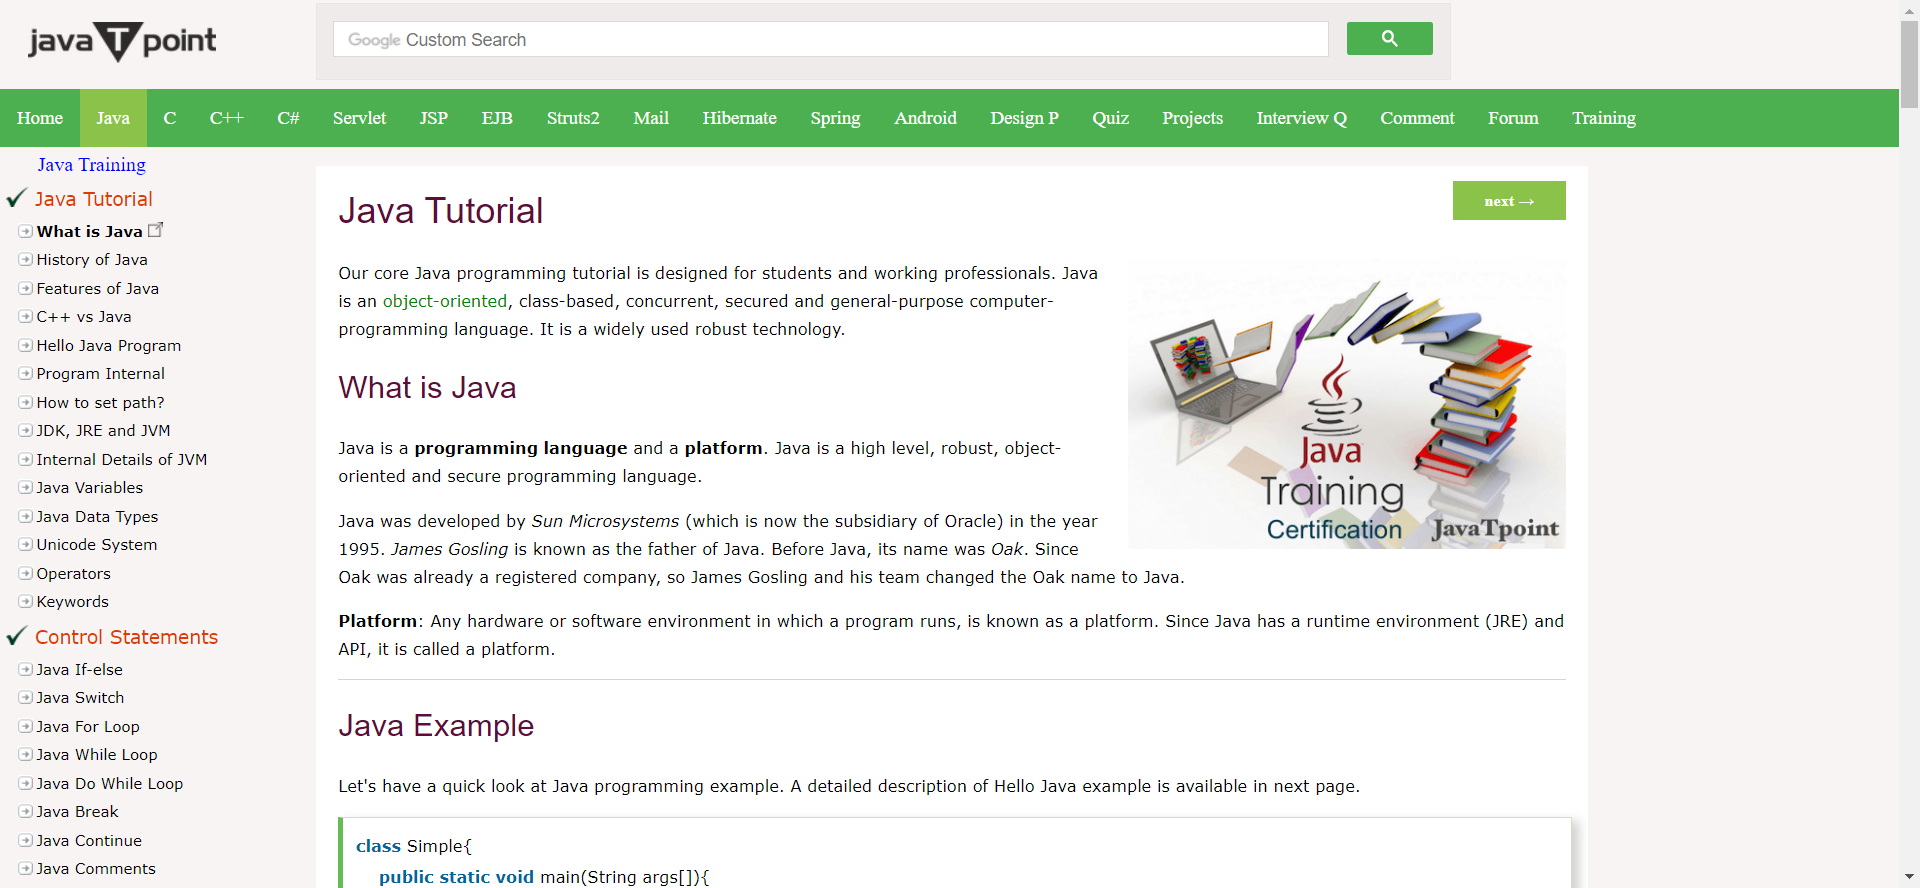 java T point
Google Custom Search
Home Java C C++ C# Servlet JSP EJB Struts2 Mail Hibernate Spring Android Design P Quiz Projects Interview Q Comment Forum Training
Java Training
Java Tutorial
What is Java
History of Java
Features of Java
C++ vs Java
Hello Java Program
Program Internal
How to set path?
JDK, JRE and JVM
Internal Details of JVM
Java Variables
Java Data Types
Unicode System
Operators
Keywords
Control Statements
Java If-else
Java Switch
Java For Loop
Java While Loop
Java Do While Loop
Java Break
Java Continue
Java Comments
Java Tutorial
next →
Our core Java programming tutorial is designed for students and working professionals. Java
is an object-oriented, class-based, concurrent, secured and general-purpose computer-
programming language. It is a widely used robust technology.
What is Java
Java is a programming language and a platform. Java is a high level, robust, object-
oriented and secure programming language.
Java was developed by Sun Microsystems (which is now the subsidiary of Oracle) in the year
1995. James Gosling is known as the father of Java. Before Java, its name was Oak. Since
Oak was already a registered company, so James Gosling and his team changed the Oak name to Java.
Java
Training
Certification
JavaTpoint
Platform: Any hardware or software environment in which a program runs, is known as a platform. Since Java has a runtime environment (JRE) and
API, it is called a platform.
Java Example
Let's have a quick look at Java programming example. A detailed description of Hello Java example is available in next page.
class Simple{
public static void main(String args[]){